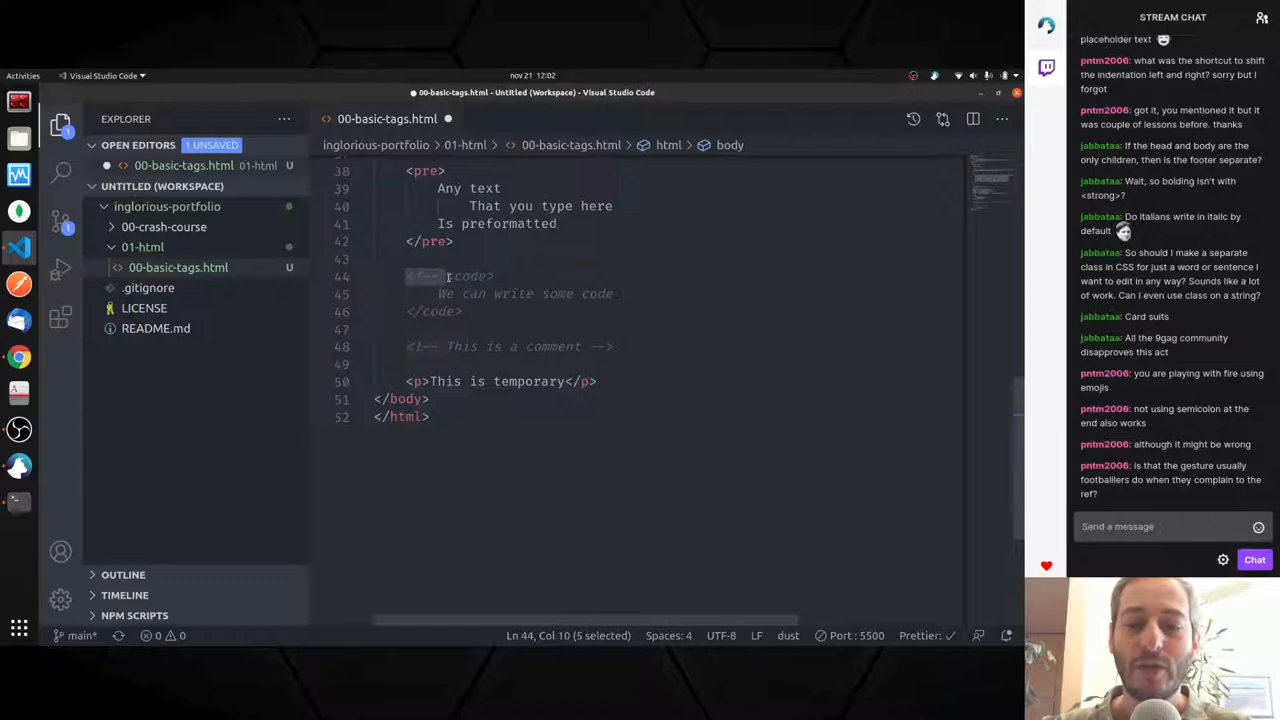 STREAM CHAT
placeholder text
pntm2006: what was the shortcut to shift
the indentation left and right? sorry but I
forgot
pntm2006: got it, you mentioned it but it
was couple of lessons before. thanks
jabbataa: If the head and body are the
only children, then is the footer separate?
jabbataa: Wait, so bolding isn't with
<strong>?
jabbataa: Do italians write in italic by
default
jabbataa: So should I make a separate
class in CSS for just a word or sentence I
want to edit in any way? Sounds like a lot
of work. Can I even use class on a string?
jabbataa: Card suits
jabbataa: All the 9gag community
disapproves this act
pntm2006: you are playing with fire using
emojis
pntm2006: not using semicolon at the
end also works
pntm2006: although it might be wrong
pntm2006: is that the gesture usually
footballlers do when they complain to the
ref?
Send a message
Chat
Activities
Visual Studio Code
nov 21 12:02
● 00-basic-tags.html - Untitled (Workspace) - Visual Studio Code
EXPLORER
00-basic-tags.html
OPEN EDITORS 1 UNSAVED
00-basic-tags.html 01-html U
UNTITLED (WORKSPACE)
inglorious-portfolio
00-crash-course
01-html
00-basic-tags.html U
.gitignore
LICENSE
README.md
OUTLINE
TIMELINE
NPM SCRIPTS
inglorious-portfolio > 01-html > 00-basic-tags.html > html > body
38 <pre>
39 Any text
40 That you type here
41 Is preformatted
42 </pre>
43
44 <!-- <code>
45 We can write some code
46 </code>
47
48 <!-- This is a comment -->
49
50 <p>This is temporary</p>
51 </body>
52 </html>
main* 0 0 Ln 44, Col 10 (5 selected) Spaces: 4 UTF-8 LF dust Port : 5500 Prettier: ✓